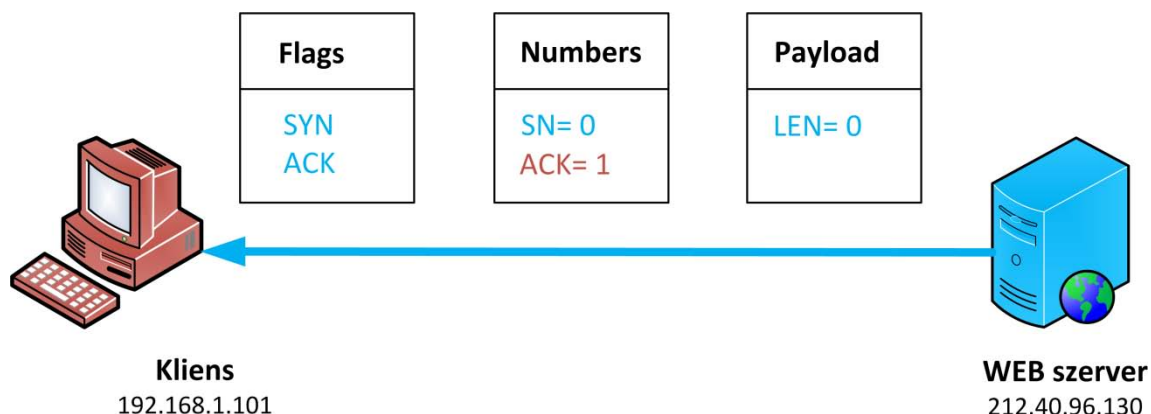 Flags
SYN
ACK
Numbers
SN= 0
ACK= 1
Payload
LEN= 0
Kliens
192.168.1.101
WEB szerver
212.40.96.130